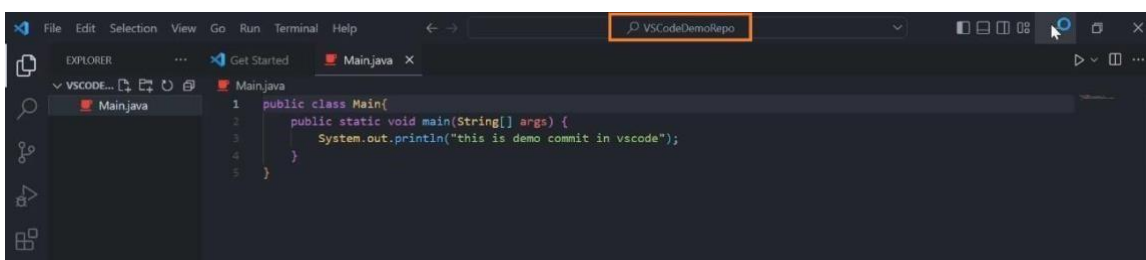 File Edit Selection View Go Run Terminal Help VSCodeDemoRepo
EXPLORER Get Started Main.java
VSCODE... Main.java
Main.java
1 public class Main{
2 public static void main(String[] args) {
3 System.out.println("this is demo commit in vscode");
4 }
5 }